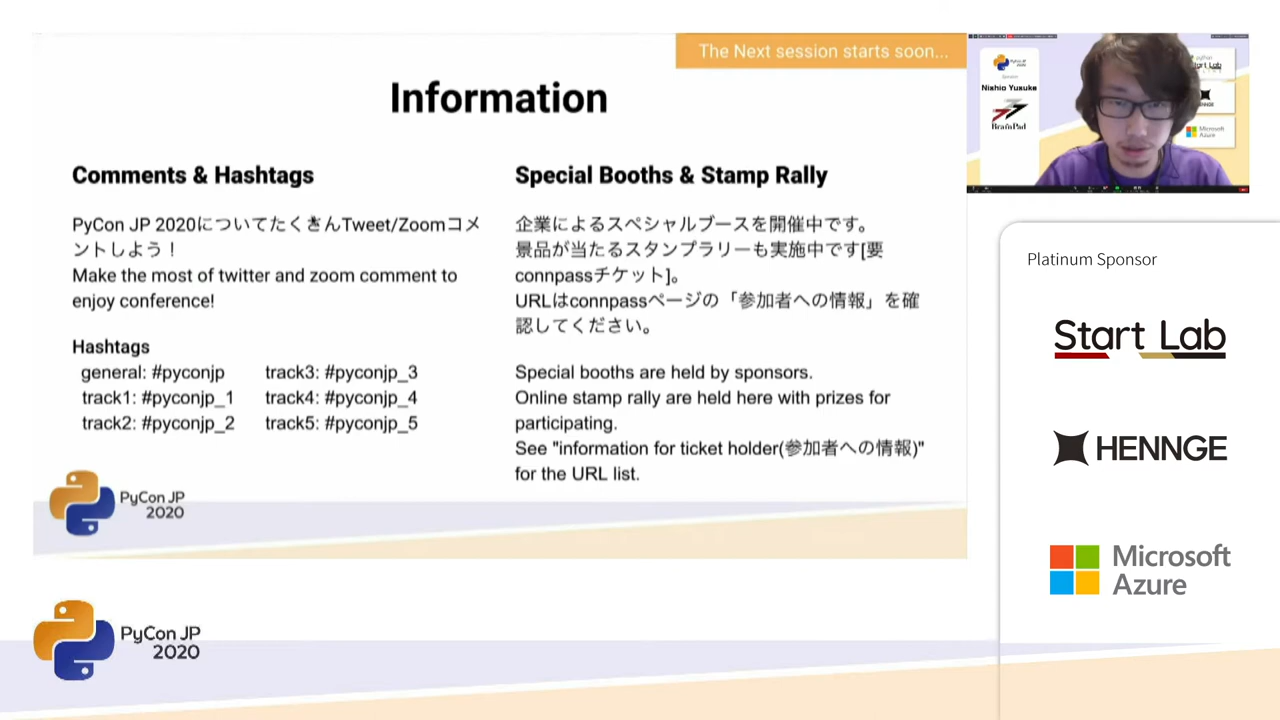 The Next session starts soon...
Information
Comments & Hashtags
PyCon JP 2020についてたくさんTweet/Zoomコメ
ントしよう！
Make the most of twitter and zoom comment to
enjoy conference!
Hashtags
general: #pyconjp
track1: #pyconjp_1
track2: #pyconjp_2
track3: #pyconjp_3
track4: #pyconjp_4
track5: #pyconjp_5
Special Booths & Stamp Rally
企業によるスペシャルブースを開催中です。
景品が当たるスタンプラリーも実施中です[要
connpassチケット]。
URLはconnpassページの「参加者への情報」を確
認してください。
Special booths are held by sponsors.
Online stamp rally are held here with prizes for
participating.
See "information for ticket holder(参加者への情報)"
for the URL list.
PyCon JP
2020
Nishio Yusuke
BrainPad
HENNGE
Microsoft
Azure
Platinum Sponsor
Start Lab
HENNGE
Microsoft
Azure
PyCon JP
2020